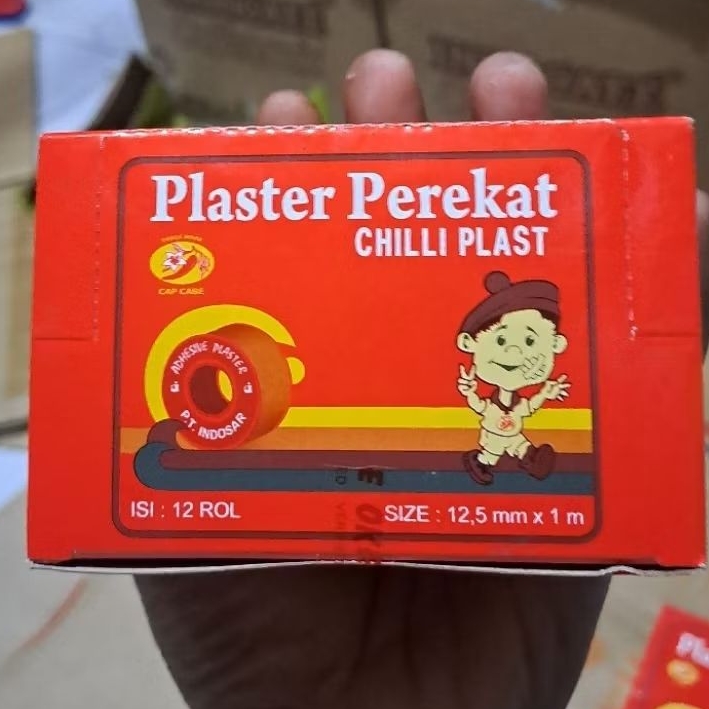 Plaster Perekat
CHILLI PLAST
CAP CABE
ADHESIVE PLASTER
P.T. INDOSAR
ISI : 12 ROL
SIZE : 12,5 mm x 1 m